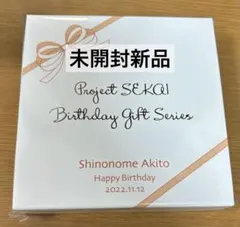 未開封新品
Project SEKAI
Birthday Gift Series
Shinonome Akito
Happy Birthday
2022.11.12